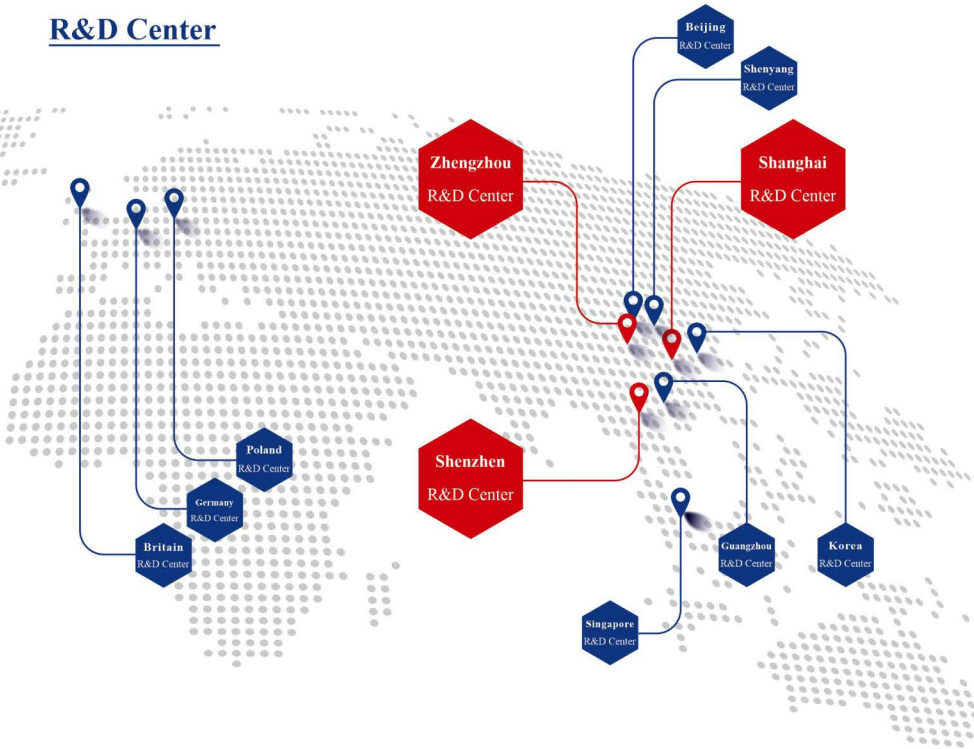 R&D Center
Beijing
R&D Center
Shenyang
R&D Center
Zhengzhou
R&D Center
Shanghai
R&D Center
Poland
R&D Center
Shenzhen
R&D Center
Germany
R&D Center
Britain
R&D Center
Guangzhou
R&D Center
Korea
R&D Center
Singapore
R&D Center